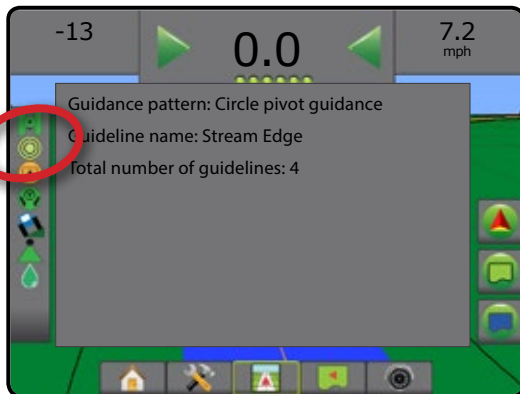 -13
0.0
7.2
mph
Guidance pattern: Circle pivot guidance
Guideline name: Stream Edge
Total number of guidelines: 4